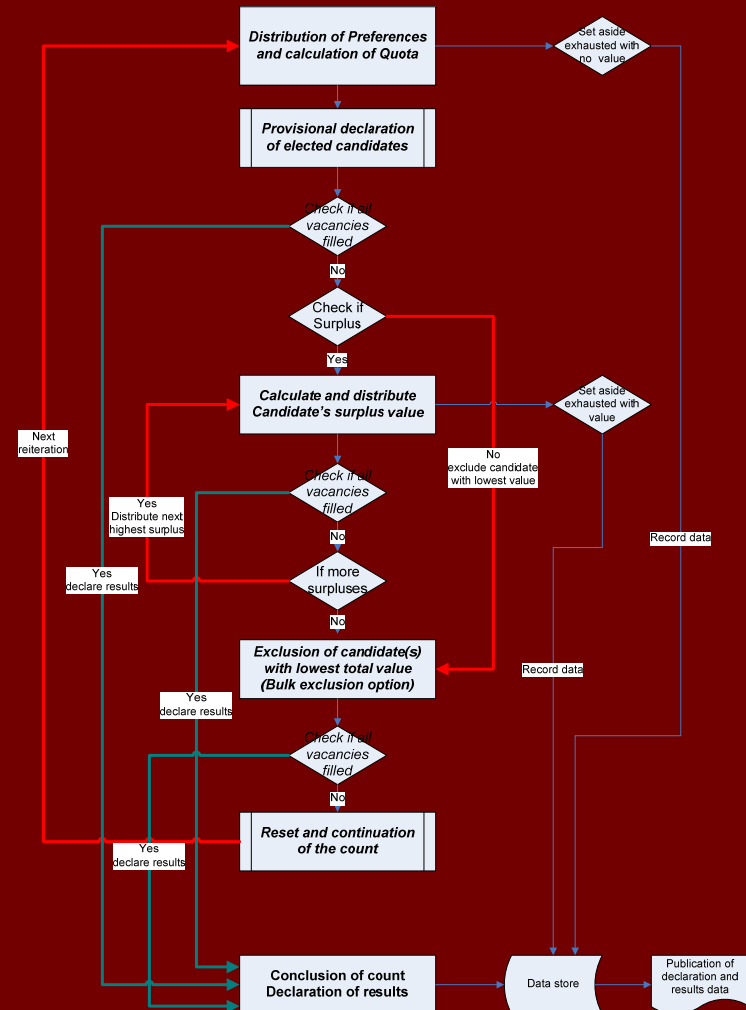 Distribution of Preferences
and calculation of Quota
Set aside
exhausted with
no value
Provisional declaration
of elected candidates
Check if all
vacancies
filled
No
Check if
Surplus
Yes
Calculate and distribute
Candidate's surplus value
Set aside
exhausted with
value
Next
reiteration
No
exclude candidate
with lowest value
Check if all
vacancies
filled
Yes
Distribute next
highest surplus
No
Record data
If more
surpluses
Yes
declare results
No
Exclusion of candidate(s)
with lowest total value
(Bulk exclusion option)
Record data
Yes
declare results
Check if all
vacancies
filled
No
Reset and continuation
of the count
Yes
declare results
Conclusion of count
Declaration of results
Data store
Publication of
declaration and
results data